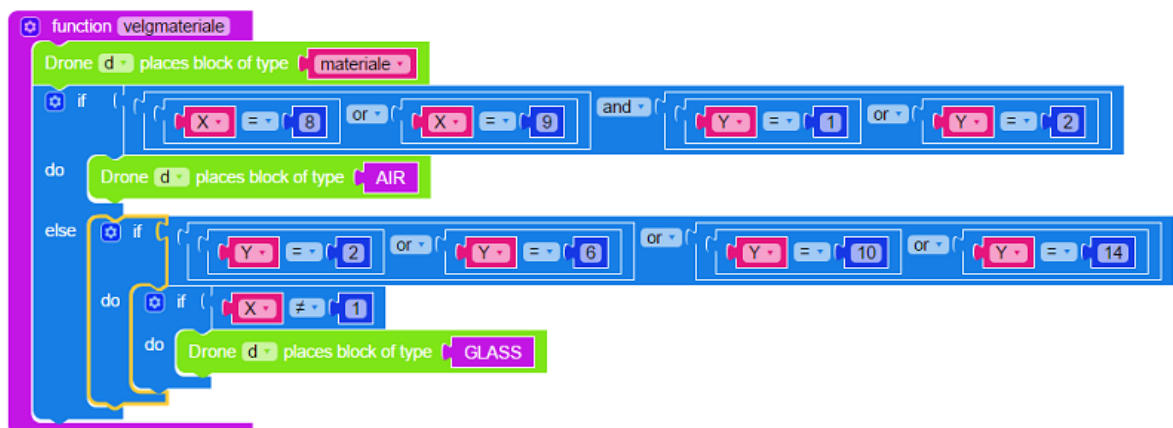 function velgmateriale
Drone d places block of type materiale
if X = 8 or X = 9 and Y = 1 or Y = 2
do Drone d places block of type AIR
else if Y = 2 or Y = 6 or Y = 10 or Y = 14
do if X ≠ 1
do Drone d places block of type GLASS